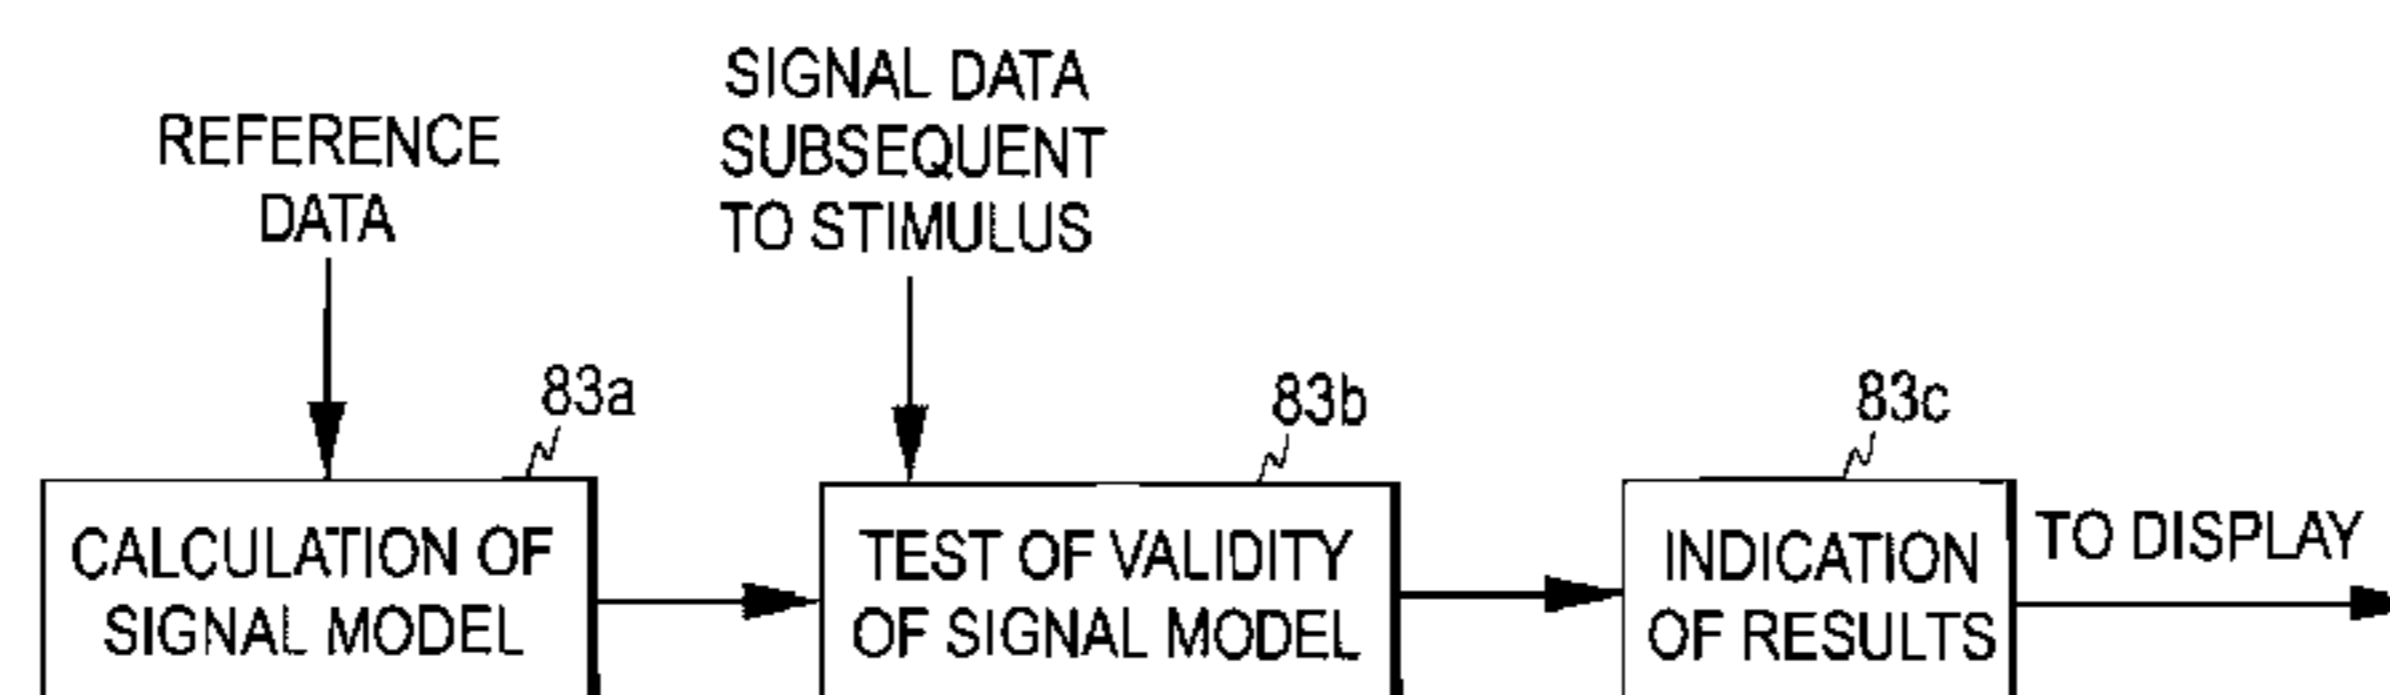 REFERENCE
DATA
SIGNAL DATA
SUBSEQUENT
TO STIMULUS
83a
CALCULATION OF
SIGNAL MODEL
83b
TEST OF VALIDITY
OF SIGNAL MODEL
83c
INDICATION
OF RESULTS
TO DISPLAY